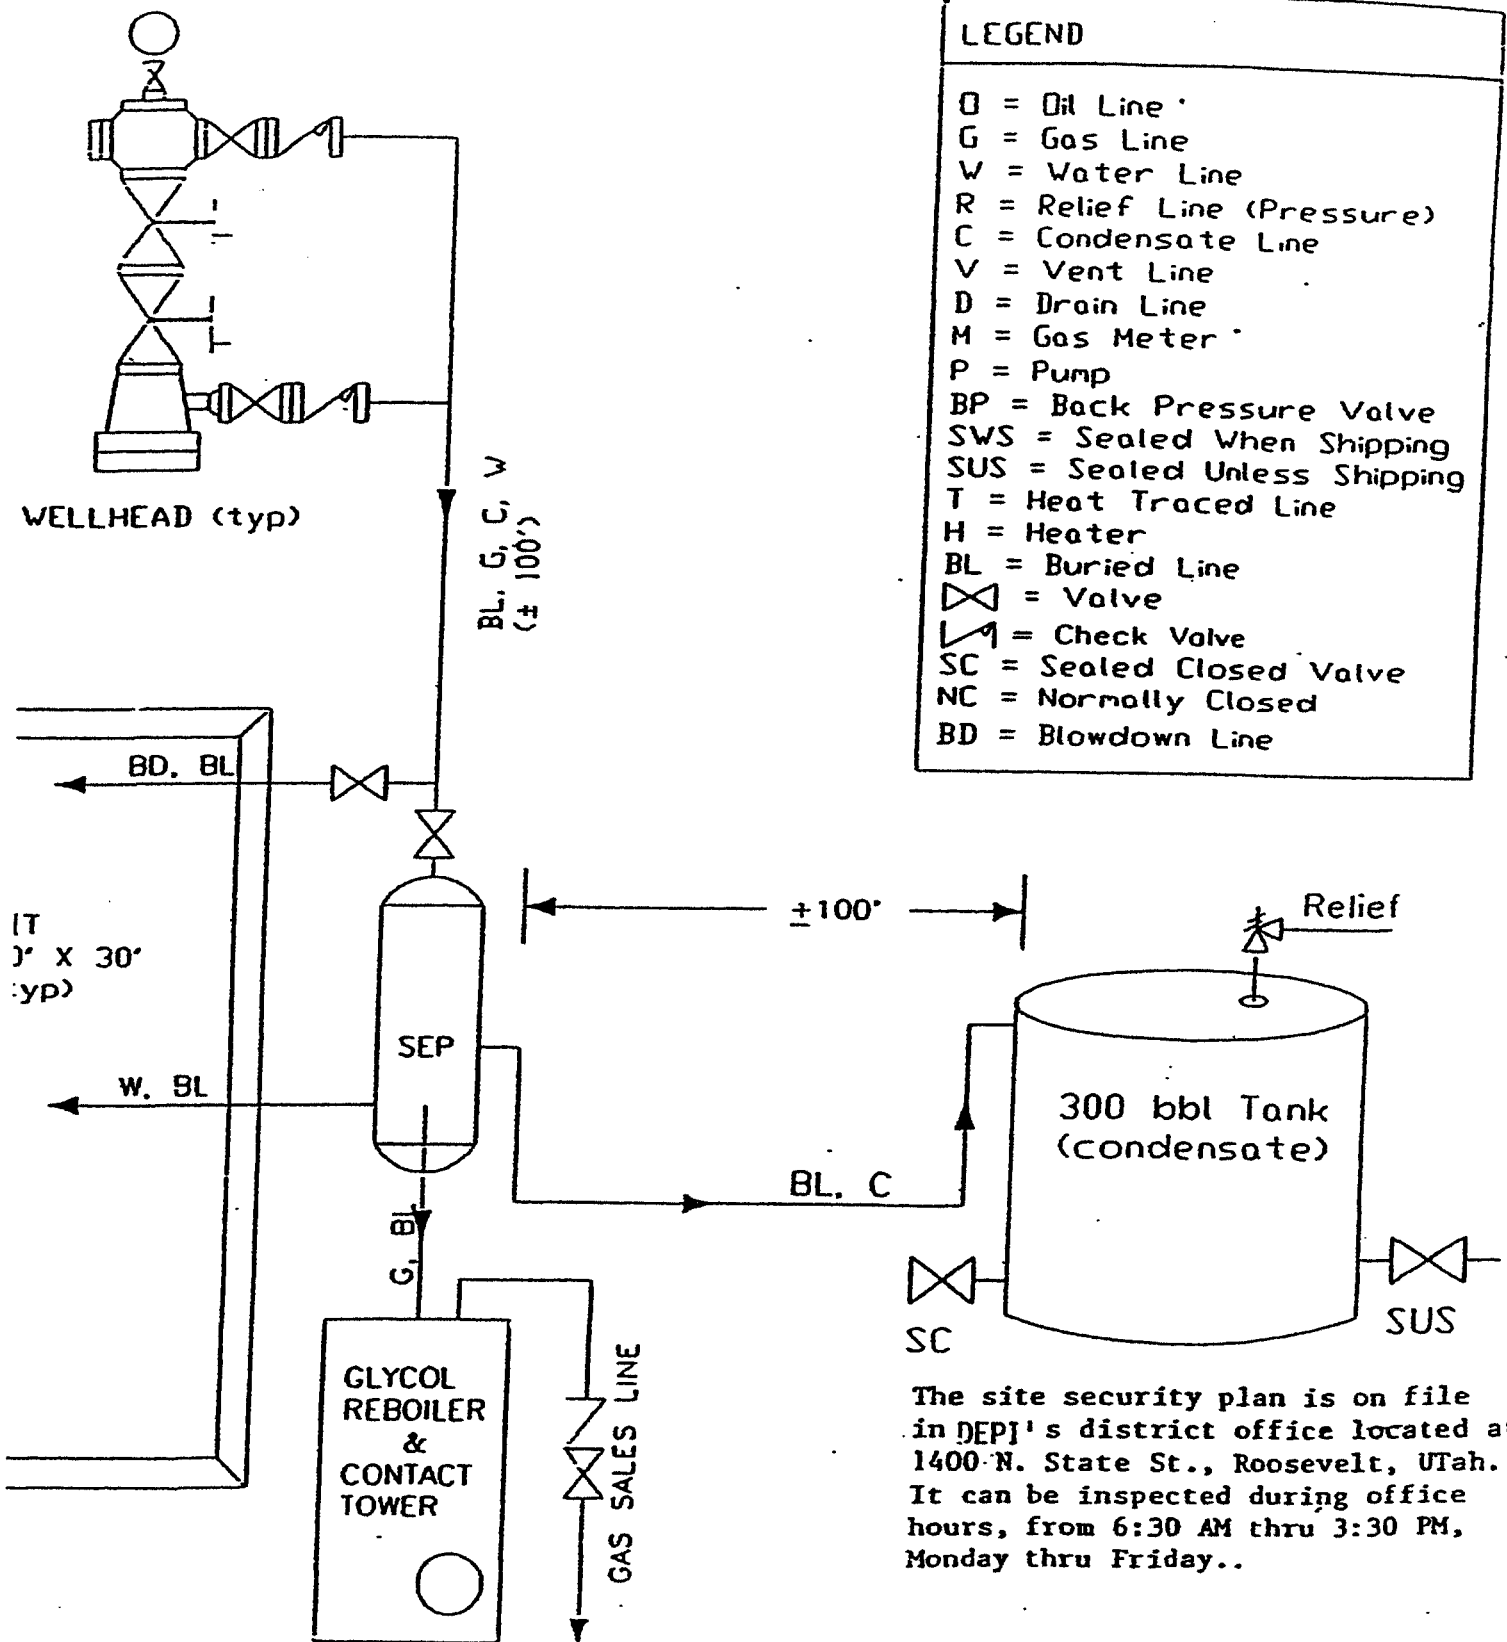 LEGEND
O = Oil Line
G = Gas Line
W = Water Line
R = Relief Line (Pressure)
C = Condensate Line
V = Vent Line
D = Drain Line
M = Gas Meter
P = Pump
BP = Back Pressure Valve
SWS = Sealed When Shipping
SUS = Sealed Unless Shipping
T = Heat Traced Line
H = Heater
BL = Buried Line
= Valve
= Check Valve
SC = Sealed Closed Valve
NC = Normally Closed
BD = Blowdown Line
WELLHEAD (typ)
BL, G, C, W
(± 100')
BD, BL
X 30'
±100'
Relief
SEP
W, BL
300 bbl Tank
(condensate)
BL, C
G, BL
SC
SUS
GLYCOL
REBOILER
&
CONTACT
TOWER
GAS SALES LINE
The site security plan is on file
in DEPI's district office located
1400 N. State St., Roosevelt, UTah.
It can be inspected during office
hours, from 6:30 AM thru 3:30 PM,
Monday thru Friday..